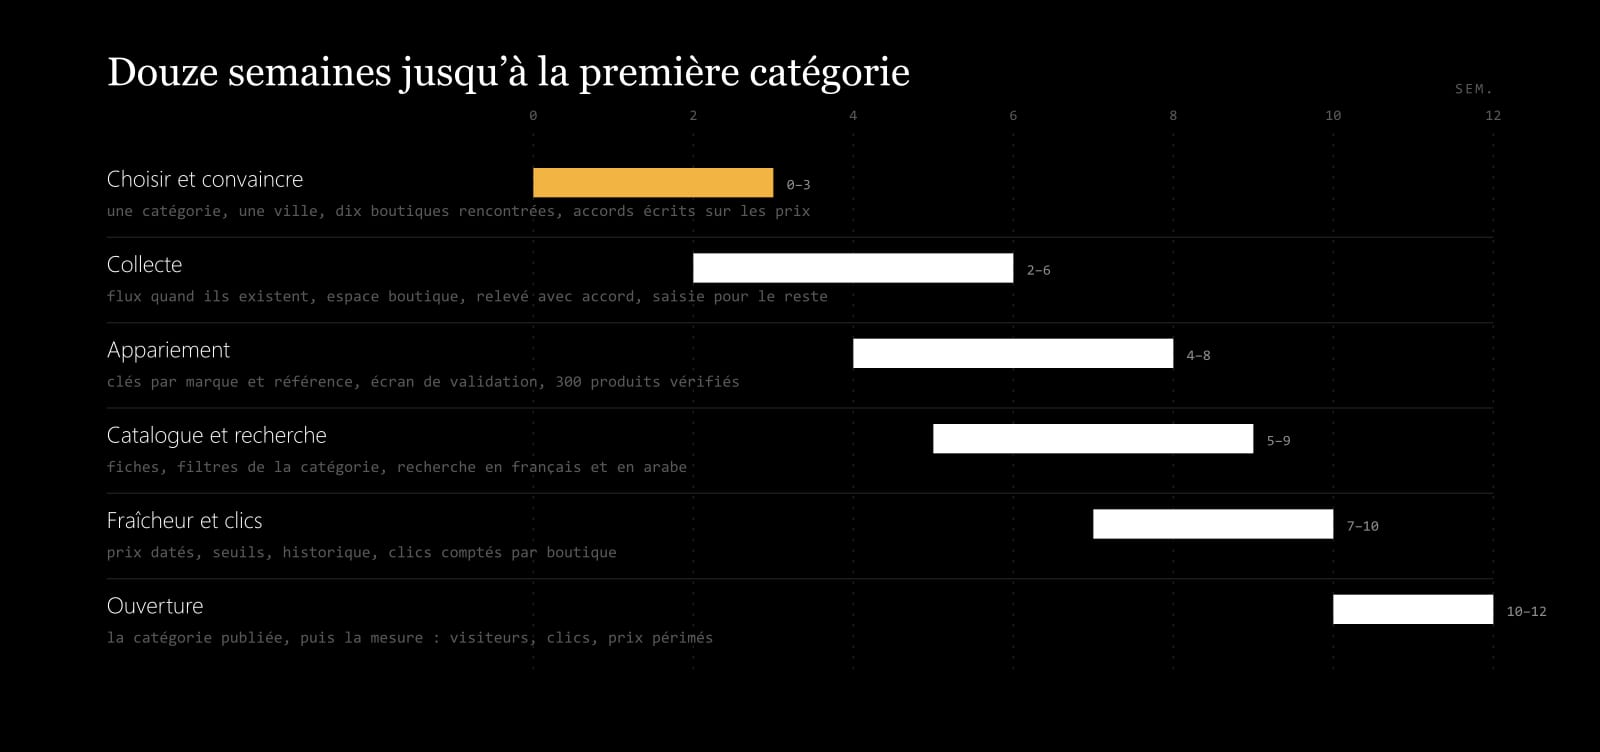 Douze semaines jusqu’à la première catégorie
SEM.
0 2 4 6 8 10 12
Choisir et convaincre
0–3
une catégorie, une ville, dix boutiques rencontrées, accords écrits sur les prix
Collecte
2–6
flux quand ils existent, espace boutique, relevé avec accord, saisie pour le reste
Appariement
4–8
clés par marque et référence, écran de validation, 300 produits vérifiés
Catalogue et recherche
5–9
fiches, filtres de la catégorie, recherche en français et en arabe
Fraîcheur et clics
7–10
prix datés, seuils, historique, clics comptés par boutique
Ouverture
10–12
la catégorie publiée, puis la mesure : visiteurs, clics, prix périmés